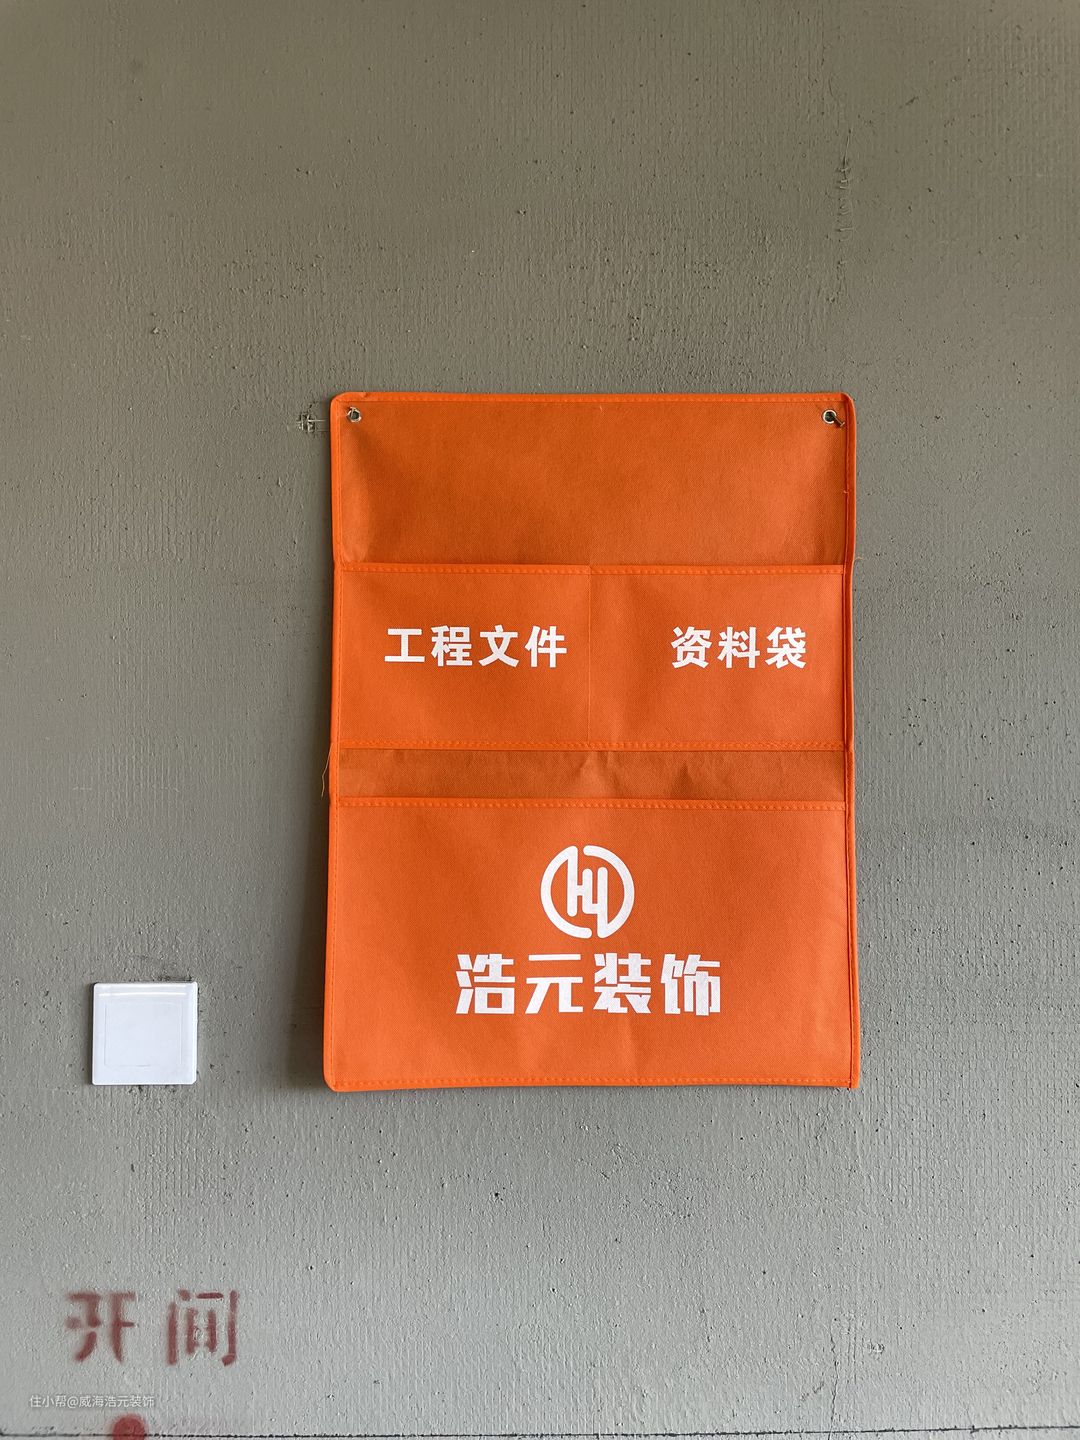 工程文件 资料袋
浩元装饰
开间
住小帮@威海浩元装饰